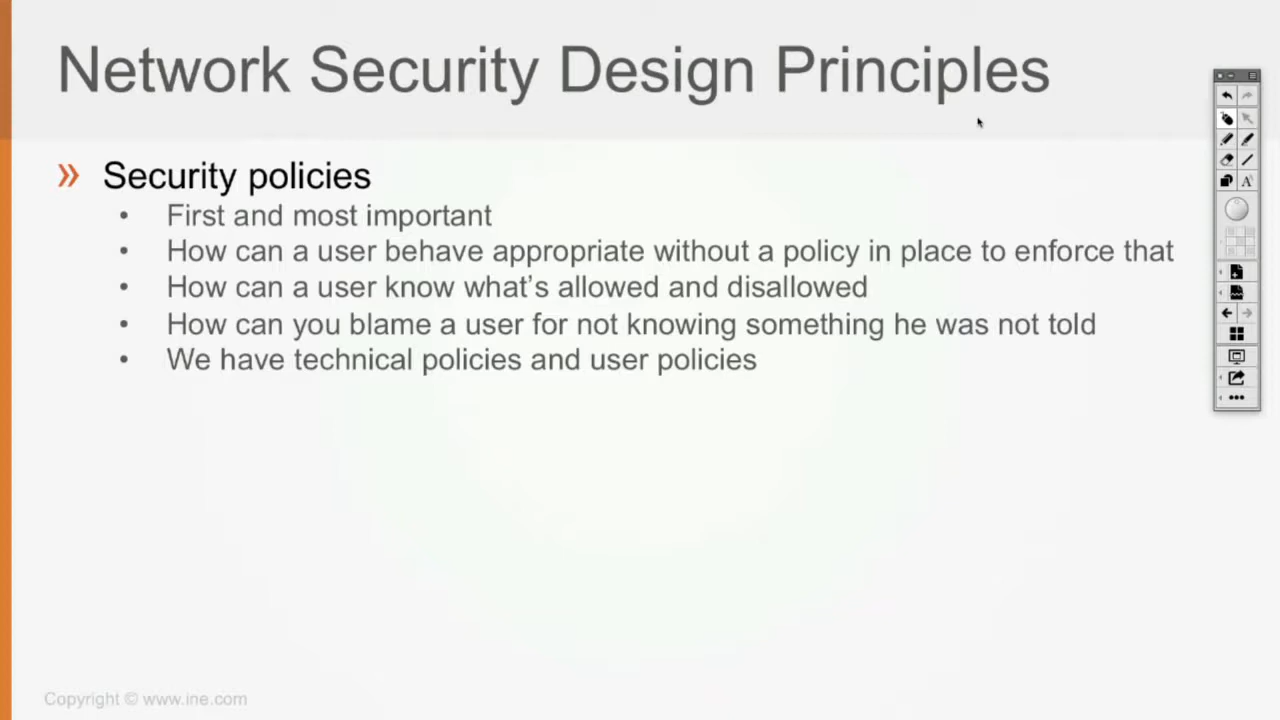 Network Security Design Principles
» Security policies
• First and most important
• How can a user behave appropriate without a policy in place to enforce that
• How can a user know what's allowed and disallowed
• How can you blame a user for not knowing something he was not told
• We have technical policies and user policies
Copyright © www.ine.com